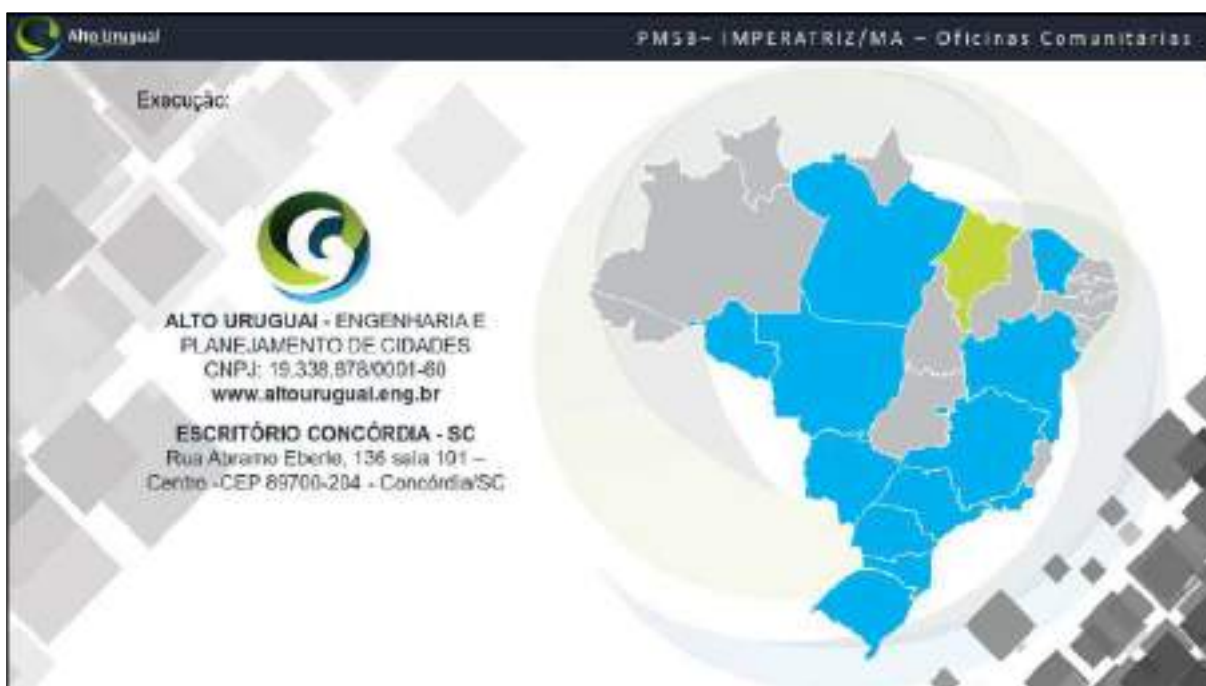 Alto Uruguai
PMSB– IMPERATRIZ/MA – Oficinas Comunitárias
Execução:
ALTO URUGUAI - ENGENHARIA E
PLANEJAMENTO DE CIDADES
CNPJ: 19.338.878/0001-60
www.altouruguai.eng.br
ESCRITÓRIO CONCÓRDIA - SC
Rua Abramo Eberle, 136 sala 101 –
Centro -CEP 89700-204 - Concórdia/SC